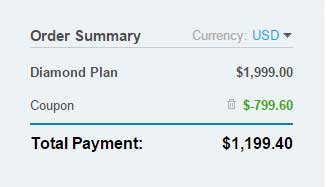 Order Summary Currency: USD
Diamond Plan $1,999.00
Coupon $-799.60
Total Payment: $1,199.40